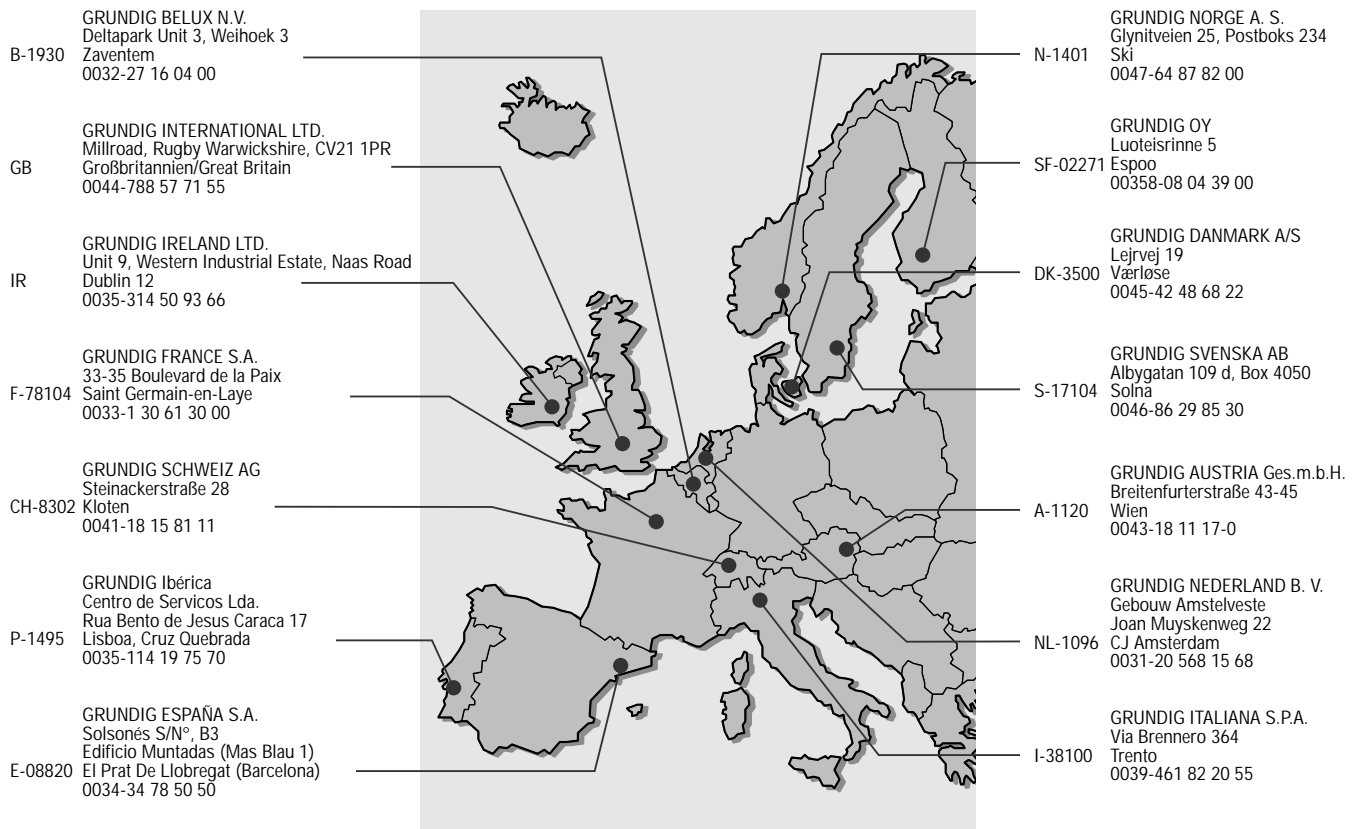 GRUNDIG BELUX N.V.
Deltapark Unit 3, Weihoek 3
B-1930 Zaventem
0032-27 16 04 00
GRUNDIG INTERNATIONAL LTD.
Millroad, Rugby Warwickshire, CV21 1PR
GB Großbritannien/Great Britain
0044-788 57 71 55
GRUNDIG IRELAND LTD.
Unit 9, Western Industrial Estate, Naas Road
IR Dublin 12
0035-314 50 93 66
GRUNDIG FRANCE S.A.
33-35 Boulevard de la Paix
F-78104 Saint Germain-en-Laye
0033-1 30 61 30 00
GRUNDIG SCHWEIZ AG
Steinackerstraße 28
CH-8302 Kloten
0041-18 15 81 11
GRUNDIG Ibérica
Centro de Servicos Lda.
Rua Bento de Jesus Caraca 17
P-1495 Lisboa, Cruz Quebrada
0035-114 19 75 70
GRUNDIG ESPAÑA S.A.
Solsonés S/N°, B3
Edificio Muntadas (Mas Blau 1)
E-08820 El Prat De Llobregat (Barcelona)
0034-34 78 50 50
GRUNDIG NORGE A. S.
Glynitveien 25, Postboks 234
N-1401 Ski
0047-64 87 82 00
GRUNDIG OY
Luoteisrinne 5
SF-02271 Espoo
00358-08 04 39 00
GRUNDIG DANMARK A/S
Lejrvej 19
DK-3500 Værløse
0045-42 48 68 22
GRUNDIG SVENSKA AB
Albygatan 109 d, Box 4050
S-17104 Solna
0046-86 29 85 30
GRUNDIG AUSTRIA Ges.m.b.H.
Breitenfurterstraße 43-45
A-1120 Wien
0043-18 11 17-0
GRUNDIG NEDERLAND B. V.
Gebouw Amstelveste
Joan Muyskenweg 22
NL-1096 CJ Amsterdam
0031-20 568 15 68
GRUNDIG ITALIANA S.P.A.
Via Brennero 364
I-38100 Trento
0039-461 82 20 55